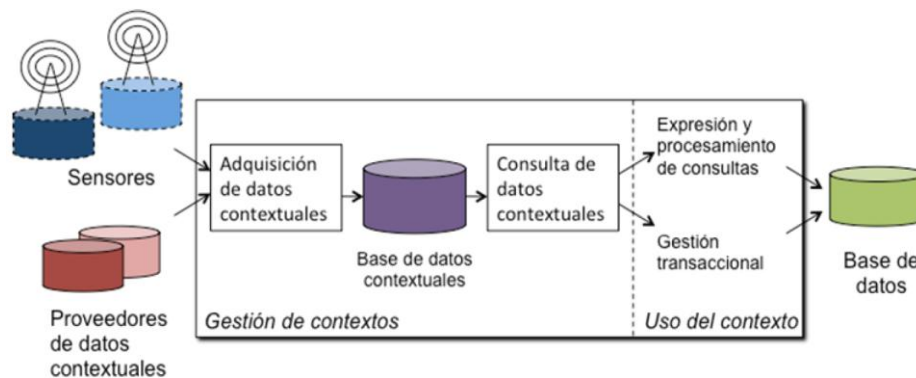 Sensores
Proveedores
de datos
contextuales
Adquisición
de datos
contextuales
Base de datos
contextuales
Consulta de
datos
contextuales
Gestión de contextos
Expresión y
procesamiento
de consultas
Gestión
transaccional
Uso del contexto
Base de
datos